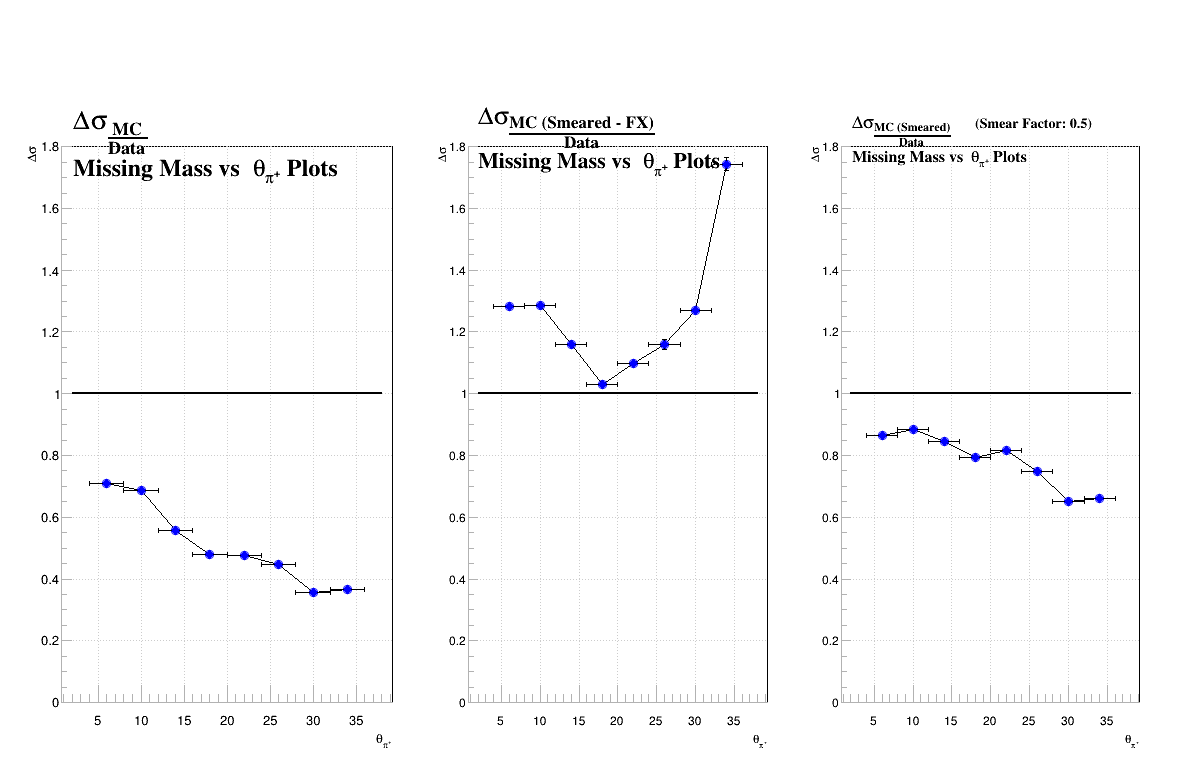 Δσ MC
Data
Missing Mass vs θπ+ Plots
Δσ
1.8
1.6
1.4
1.2
1
0.8
0.6
0.4
0.2
0
5 10 15 20 25 30 35
θπ+
Δσ MC (Smeared - FX)
Data
Missing Mass vs θπ+ Plots
Δσ
1.8
1.6
1.4
1.2
1
0.8
0.6
0.4
0.2
0
5 10 15 20 25 30 35
θπ+
Δσ MC (Smeared) (Smear Factor: 0.5)
Data
Missing Mass vs θπ+ Plots
Δσ
1.8
1.6
1.4
1.2
1
0.8
0.6
0.4
0.2
0
5 10 15 20 25 30 35
θπ+